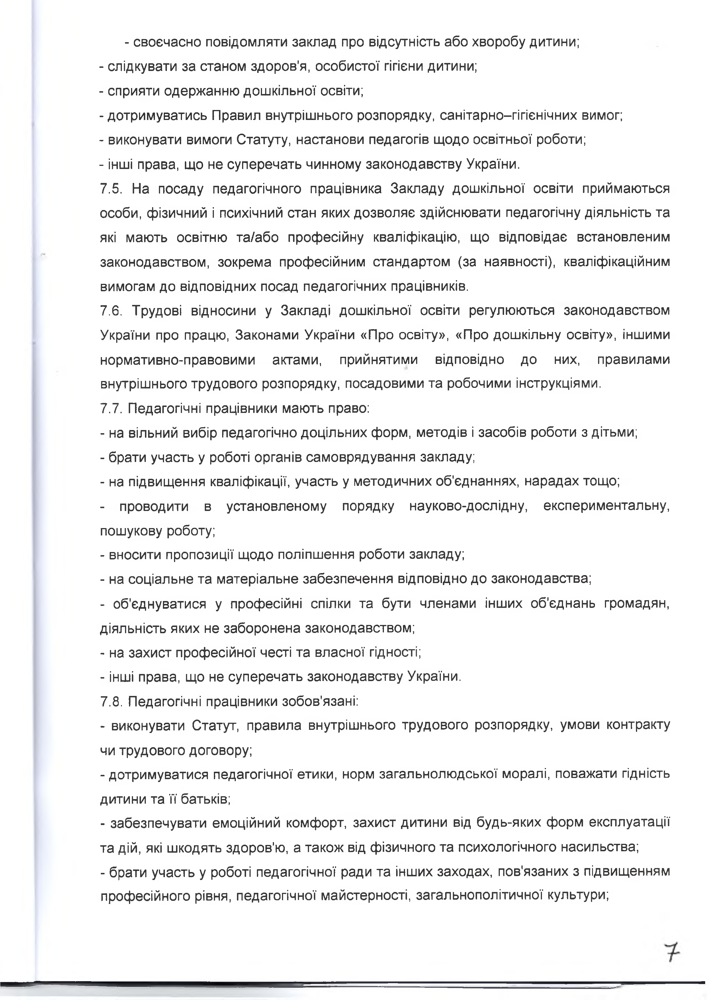 - своєчасно повідомляти заклад про відсутність або хворобу дитини;
- слідкувати за станом здоров'я, особистої гігієни дитини;
- сприяти одержанню дошкільної освіти;
- дотримуватись Правил внутрішнього розпорядку, санітарно–гігієнічних вимог;
- виконувати вимоги Статуту, настанови педагогів щодо освітньої роботи;
- інші права, що не суперечать чинному законодавству України.
7.5. На посаду педагогічного працівника Закладу дошкільної освіти приймаються
особи, фізичний і психічний стан яких дозволяє здійснювати педагогічну діяльність та
які мають освітню та/або професійну кваліфікацію, що відповідає встановленим
законодавством, зокрема професійним стандартом (за наявності), кваліфікаційним
вимогам до відповідних посад педагогічних працівників.
7.6. Трудові відносини у Закладі дошкільної освіти регулюються законодавством
України про працю, Законами України «Про освіту», «Про дошкільну освіту», іншими
нормативно-правовими актами, прийнятими відповідно до них, правилами
внутрішнього трудового розпорядку, посадовими та робочими інструкціями.
7.7. Педагогічні працівники мають право:
- на вільний вибір педагогічно доцільних форм, методів і засобів роботи з дітьми;
- брати участь у роботі органів самоврядування закладу;
- на підвищення кваліфікації, участь у методичних об'єднаннях, нарадах тощо;
- проводити в установленому порядку науково-дослідну, експериментальну,
пошукову роботу;
- вносити пропозиції щодо поліпшення роботи закладу;
- на соціальне та матеріальне забезпечення відповідно до законодавства;
- об'єднуватися у професійні спілки та бути членами інших об'єднань громадян,
діяльність яких не заборонена законодавством;
- на захист професійної честі та власної гідності;
- інші права, що не суперечать законодавству України.
7.8. Педагогічні працівники зобов'язані:
- виконувати Статут, правила внутрішнього трудового розпорядку, умови контракту
чи трудового договору;
- дотримуватися педагогічної етики, норм загальнолюдської моралі, поважати гідність
дитини та її батьків;
- забезпечувати емоційний комфорт, захист дитини від будь-яких форм експлуатації
та дій, які шкодять здоров'ю, а також від фізичного та психологічного насильства;
- брати участь у роботі педагогічної ради та інших заходах, пов'язаних з підвищенням
професійного рівня, педагогічної майстерності, загальнополітичної культури;
7